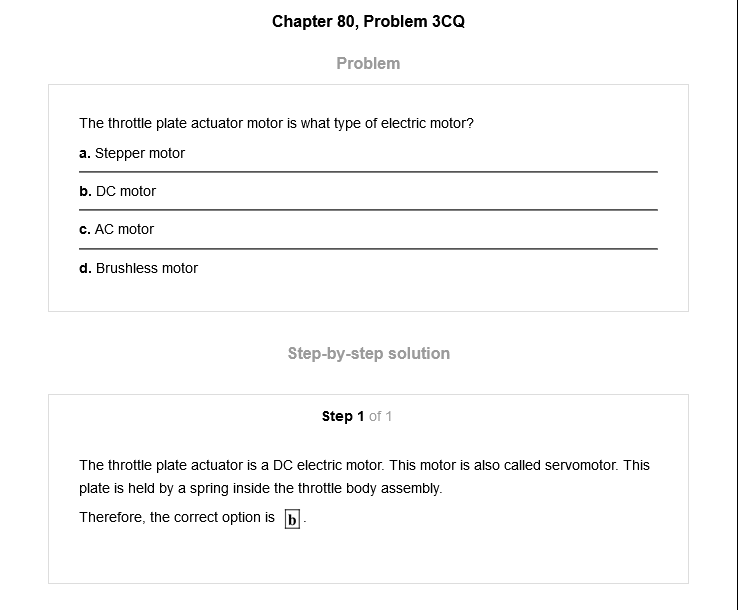 Chapter 80, Problem 3CQ
Problem
The throttle plate actuator motor is what type of electric motor?
a. Stepper motor
b. DC motor
c. AC motor
d. Brushless motor
Step-by-step solution
Step 1 of 1
The throttle plate actuator is a DC electric motor. This motor is also called servomotor. This
plate is held by a spring inside the throttle body assembly.
Therefore, the correct option is b.